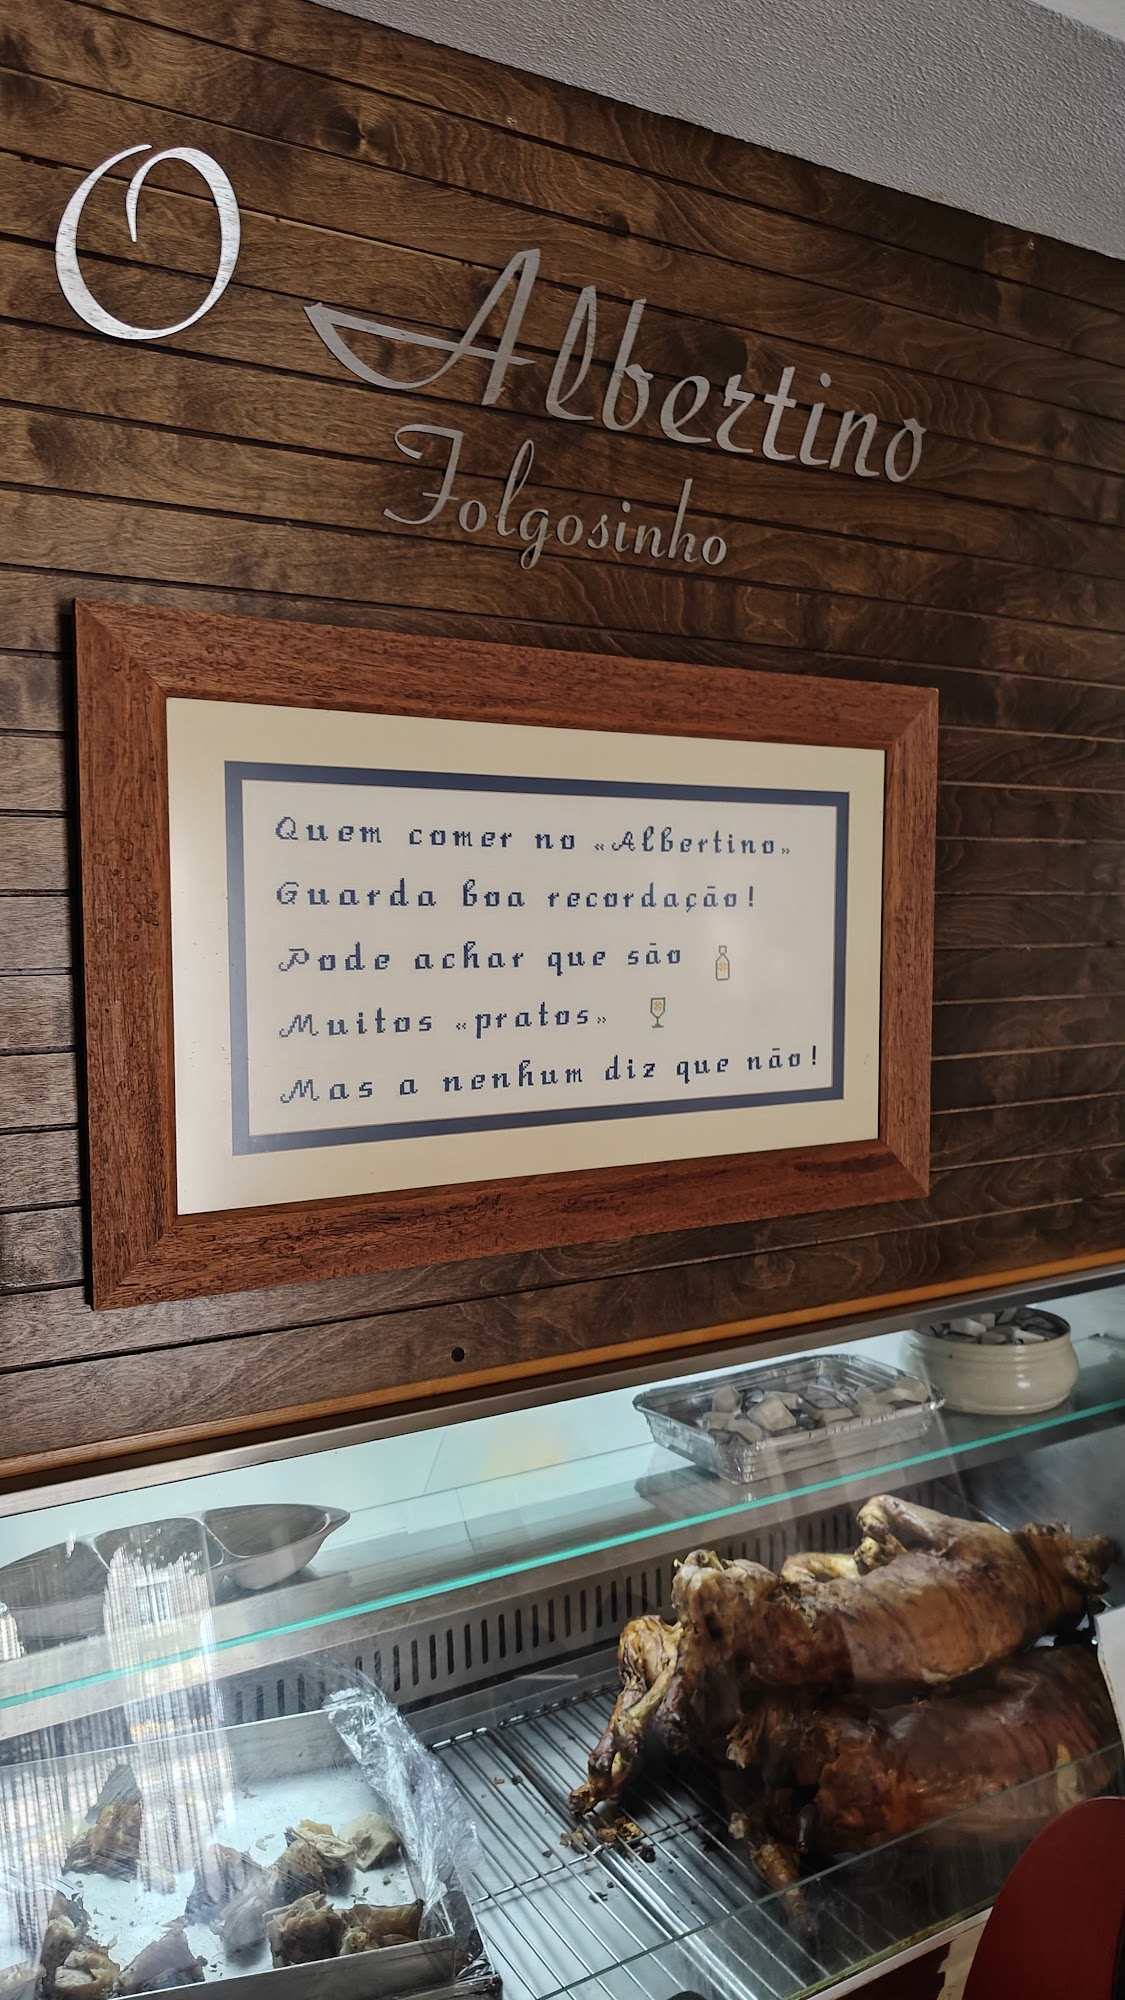 O Albertino
Folgosinho
Quem comer no «Albertino»
Guarda boa recordação!
Pode achar que são
Muitos «pratos»
Mas a nenhum diz que não!